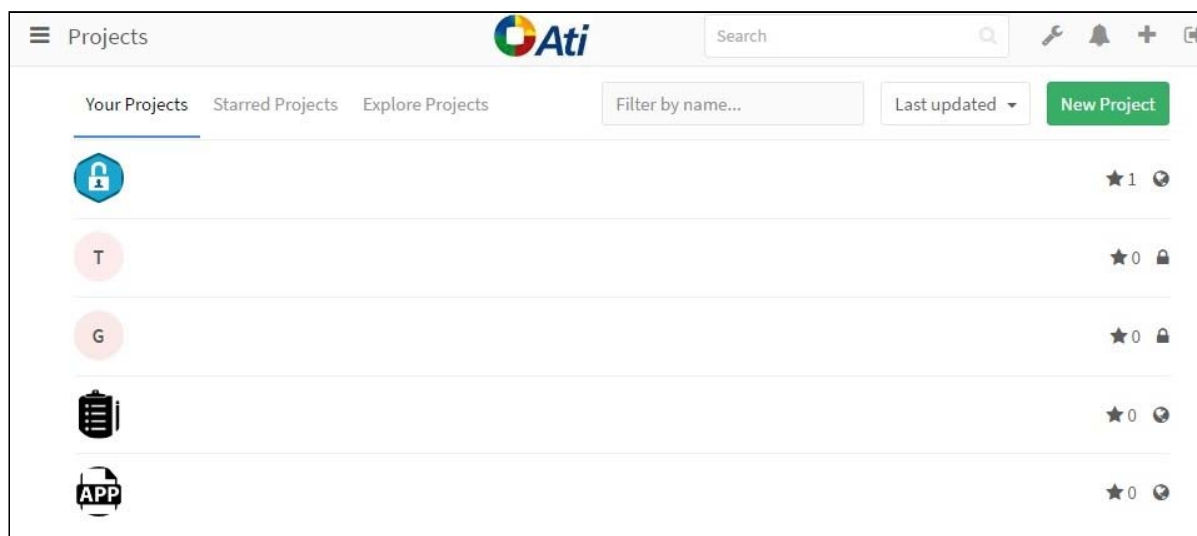 Projects Ati Search
Your Projects Starred Projects Explore Projects Filter by name... Last updated New Project
1
T 0
G 0
0
APP 0